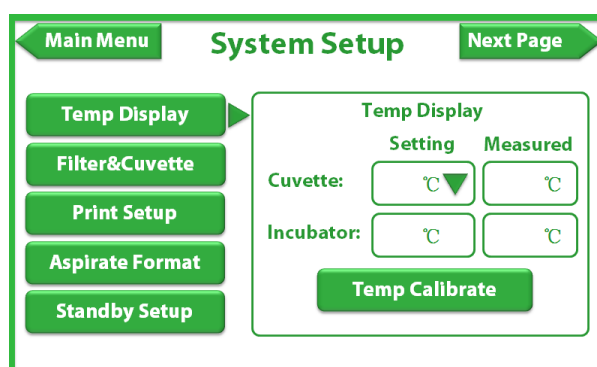 Main Menu
System Setup
Next Page
Temp Display
Filter&Cuvette
Print Setup
Aspirate Format
Standby Setup
Temp Display
Setting Measured
Cuvette: ℃ ℃
Incubator: ℃ ℃
Temp Calibrate